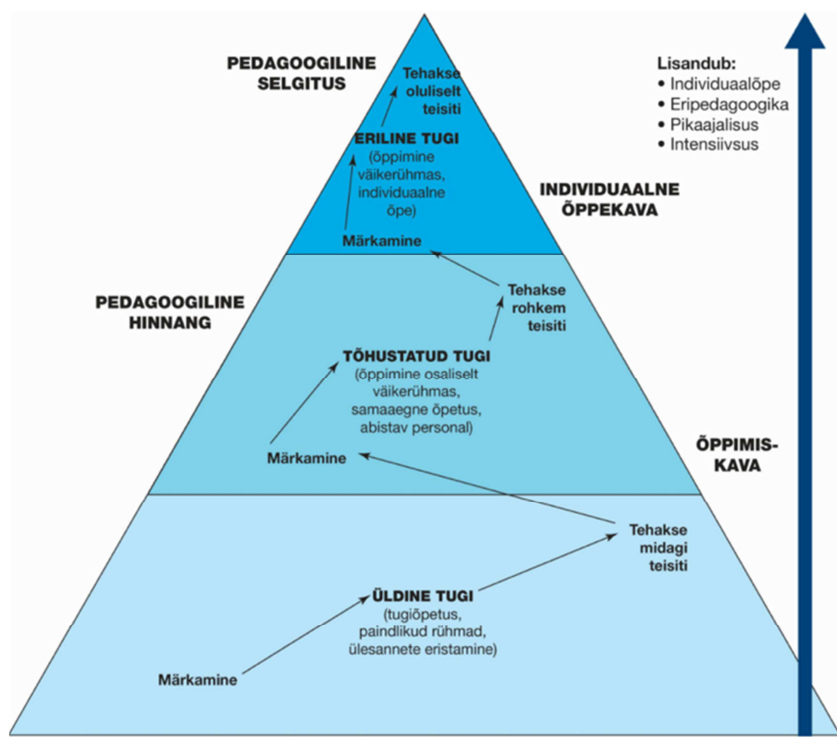 PEDAGOOGILINE
SELGITUS
Tehakse
oluliselt
teisiti
Lisandub:
• Individuaalõpe
• Eripedagoogika
• Pikaajalisus
• Intensiivsus
ERILINE TUGI
(õppimine
väikerühmas,
individuaalne
õpe)
Märkamine
INDIVIDUAALNE
ÕPPEKAVA
PEDAGOOGILINE
HINNANG
Tehakse
rohkem
teisiti
TÕHUSTATUD TUGI
(õppimine osaliselt
väikerühmas,
samaaegne õpetus,
abistav personal)
Märkamine
ÕPPIMIS-
KAVA
Tehakse
midagi
teisiti
ÜLDINE TUGI
(tugiõpetus,
paindlikud rühmad,
ülesannete eristamine)
Märkamine